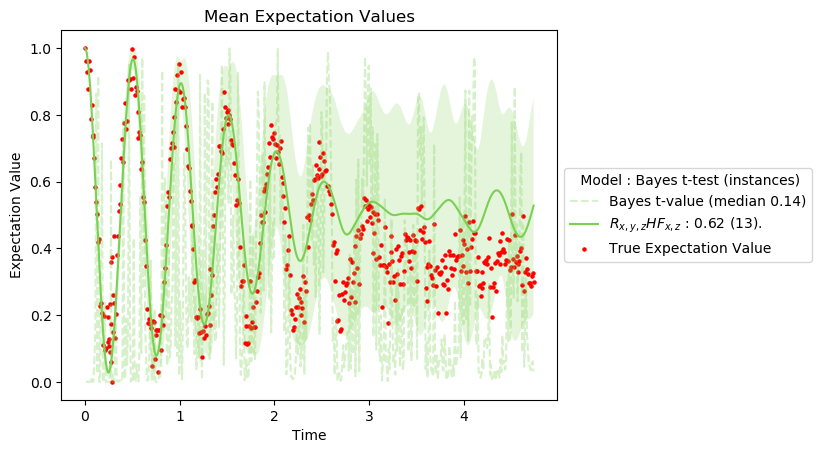 Mean Expectation Values
Expectation Value
1.0
0.8
0.6
0.4
0.2
0.0
0
1
2
3
4
Time
Model : Bayes t-test (instances)
Bayes t-value (median 0.14)
R_{x,y,z}HF_{x,z} : 0.62 (13).
True Expectation Value